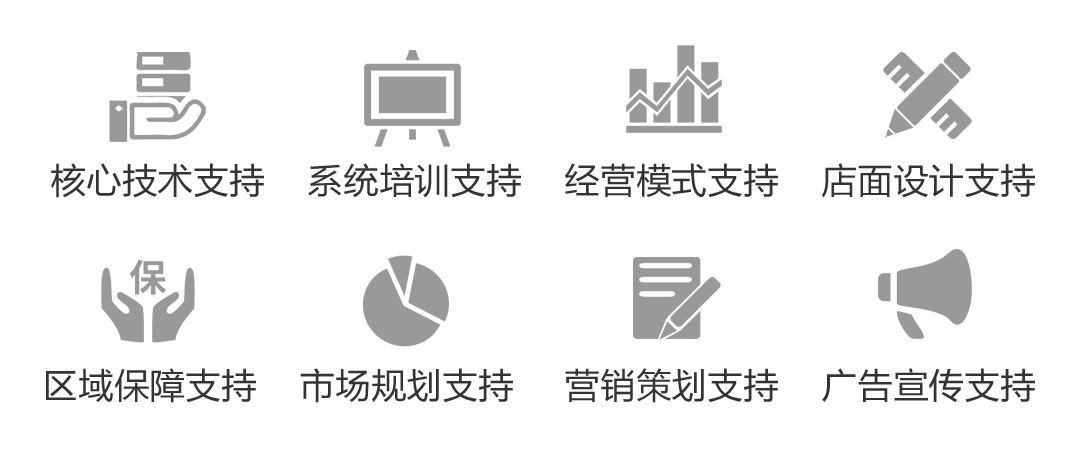 核心技术支持
系统培训支持
经营模式支持
店面设计支持
保
区域保障支持
市场规划支持
营销策划支持
广告宣传支持